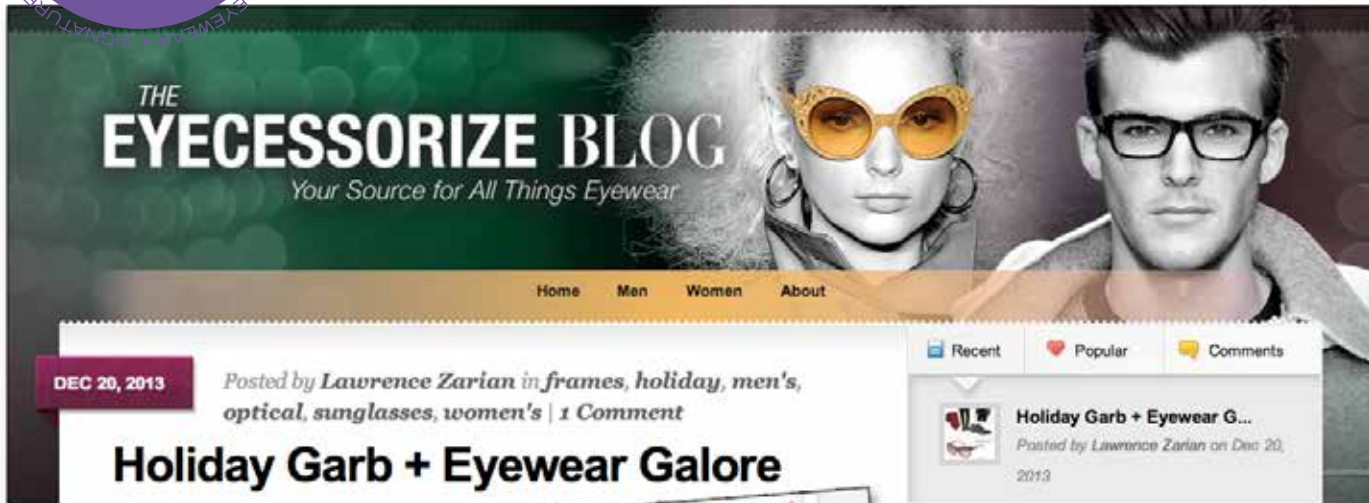 EYEWEAR • SIGNATURE
THE
EYECESSORIZE BLOG
Your Source for All Things Eyewear
Home Men Women About
Recent Popular Comments
DEC 20, 2013
Posted by Lawrence Zarian in frames, holiday, men's,
optical, sunglasses, women's | 1 Comment
Holiday Garb + Eyewear Galore
Holiday Garb + Eyewear G...
Posted by Lawrence Zarian on Dec 20,
2013